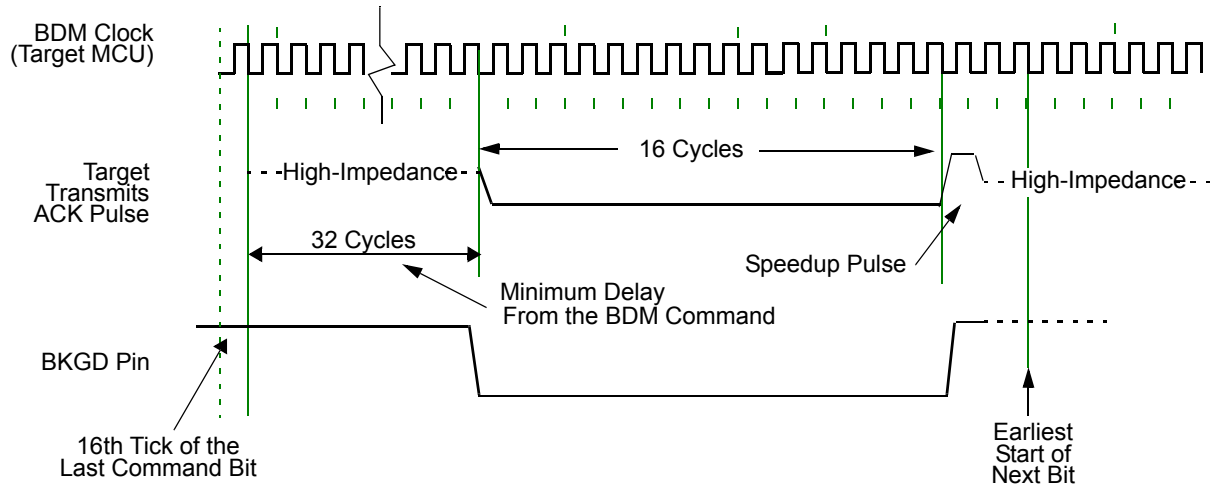 BDM Clock
(Target MCU)
16 Cycles
Target
Transmits
ACK Pulse
High-Impedance
High-Impedance
32 Cycles
Speedup Pulse
Minimum Delay
From the BDM Command
BKGD Pin
16th Tick of the
Last Command Bit
Earliest
Start of
Next Bit